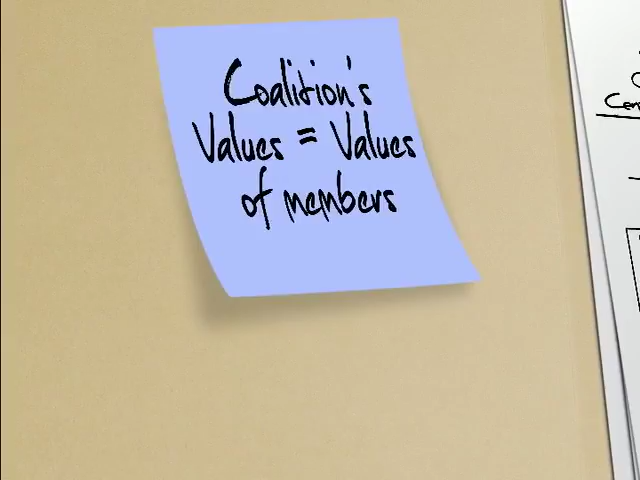 Coalition's
Values = Values
of members